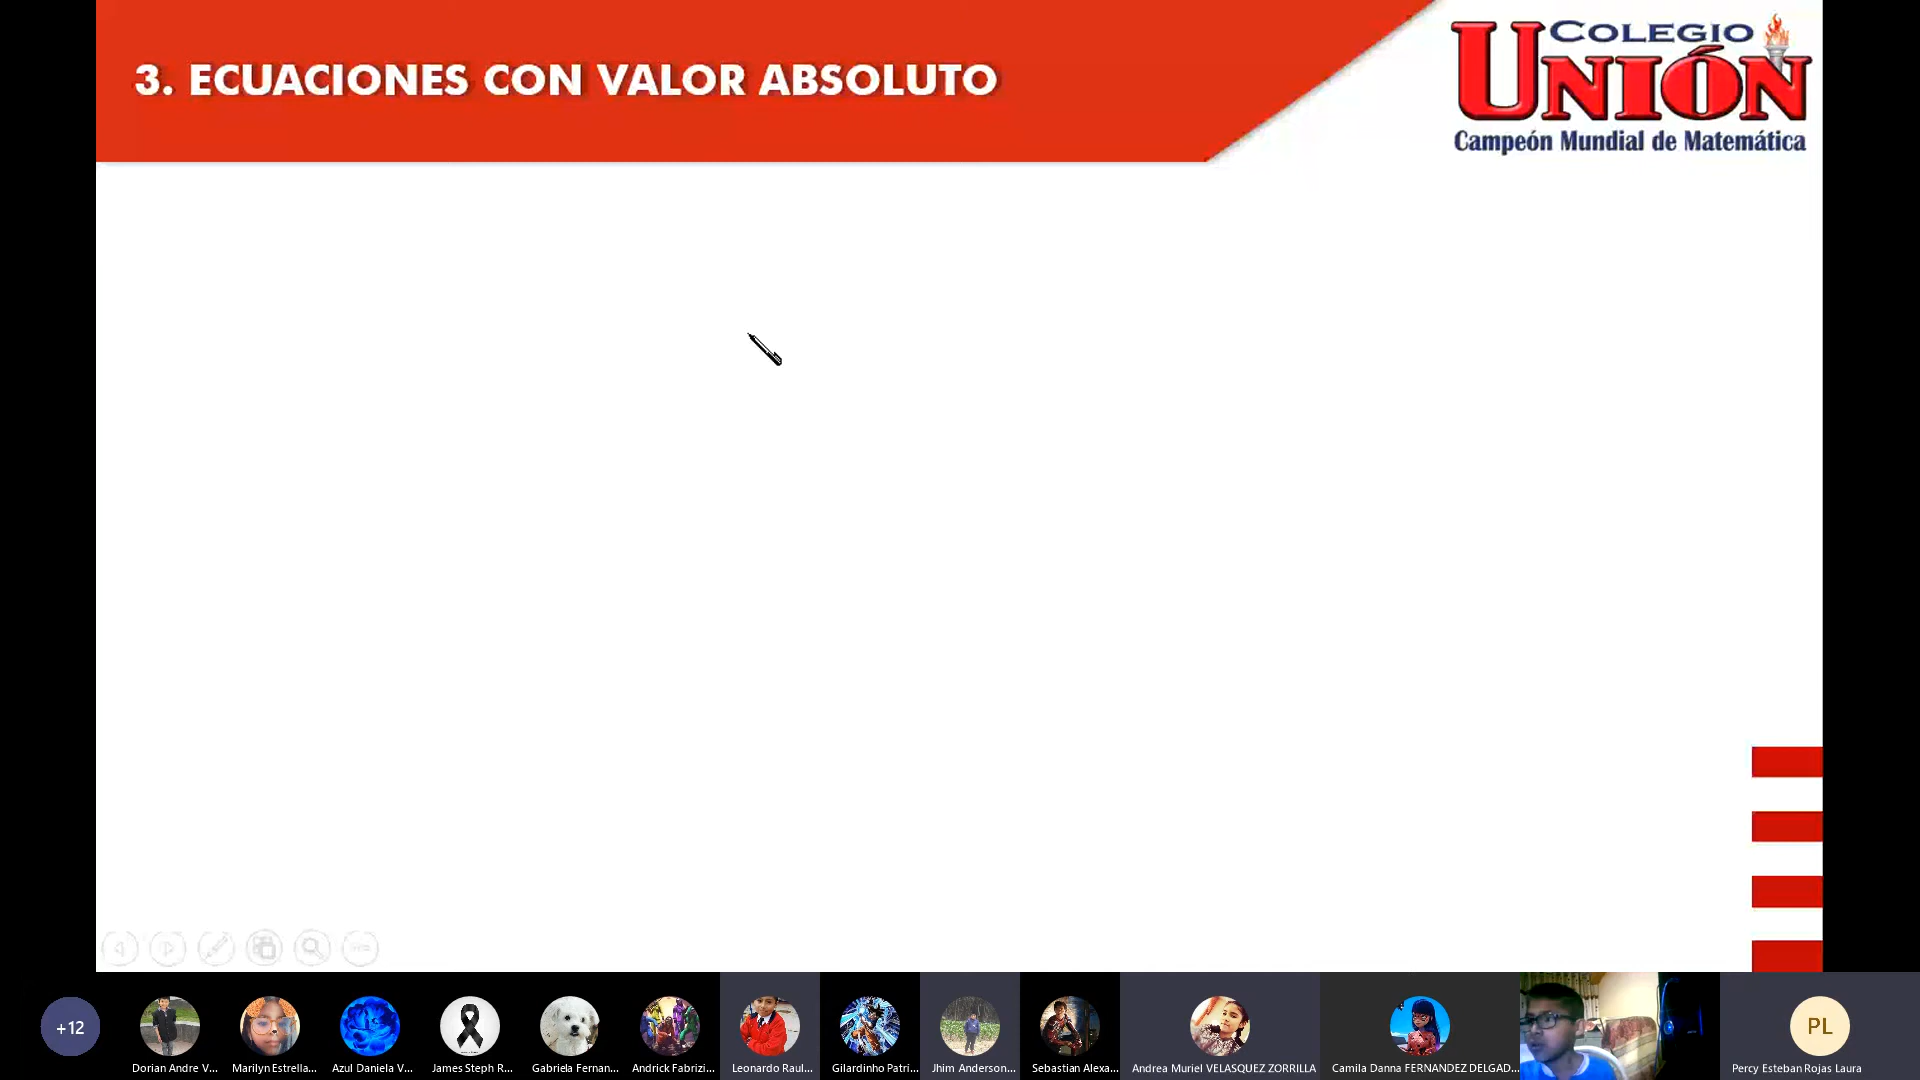 3. ECUACIONES CON VALOR ABSOLUTO
COLEGIO
UNIÓN
Campeón Mundial de Matemática
+12
Dorian Andre V...
Marilyn Estrella...
Azul Daniela V...
James Steph R...
Gabriela Fernan...
Andrick Fabrizi...
Leonardo Raul...
Gilardinho Patri...
Jhim Anderson...
Sebastian Alexa...
Andrea Muriel VELASQUEZ ZORRILLA
Camila Danna FERNANDEZ DELGAD...
PL
Percy Esteban Rojas Laura